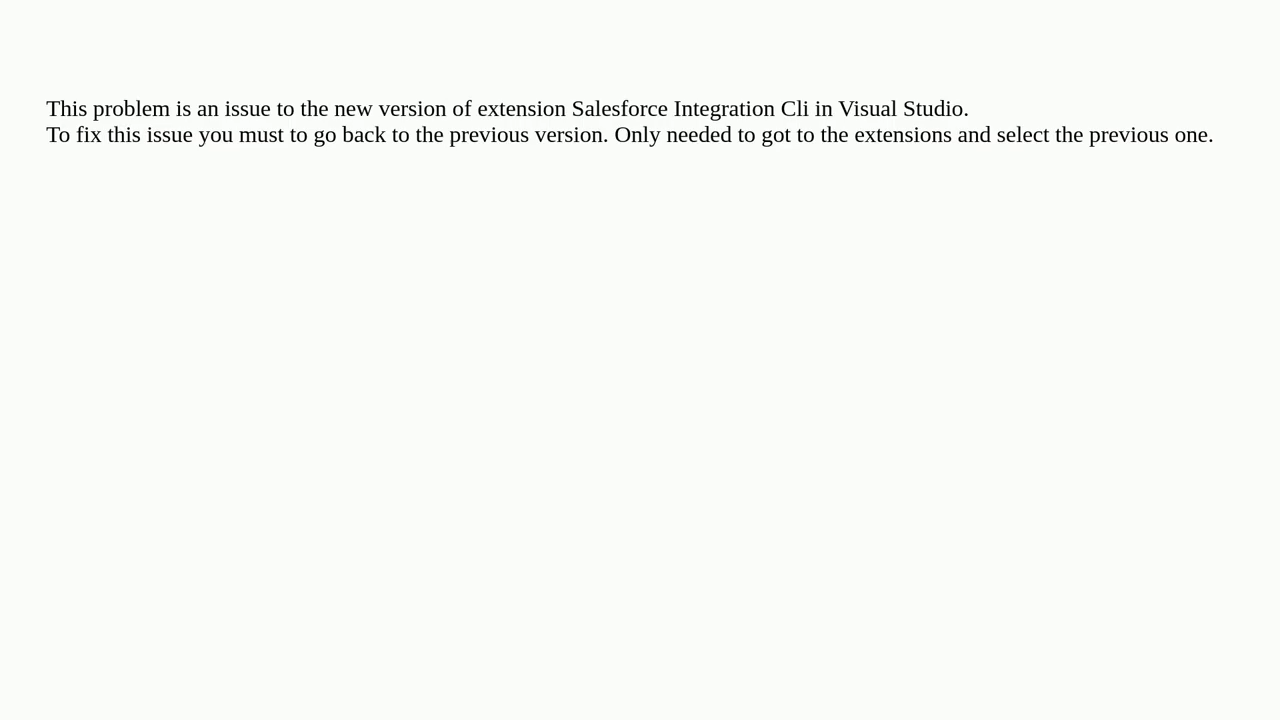 This problem is an issue to the new version of extension Salesforce Integration Cli in Visual Studio.
To fix this issue you must to go back to the previous version. Only needed to got to the extensions and select the previous one.